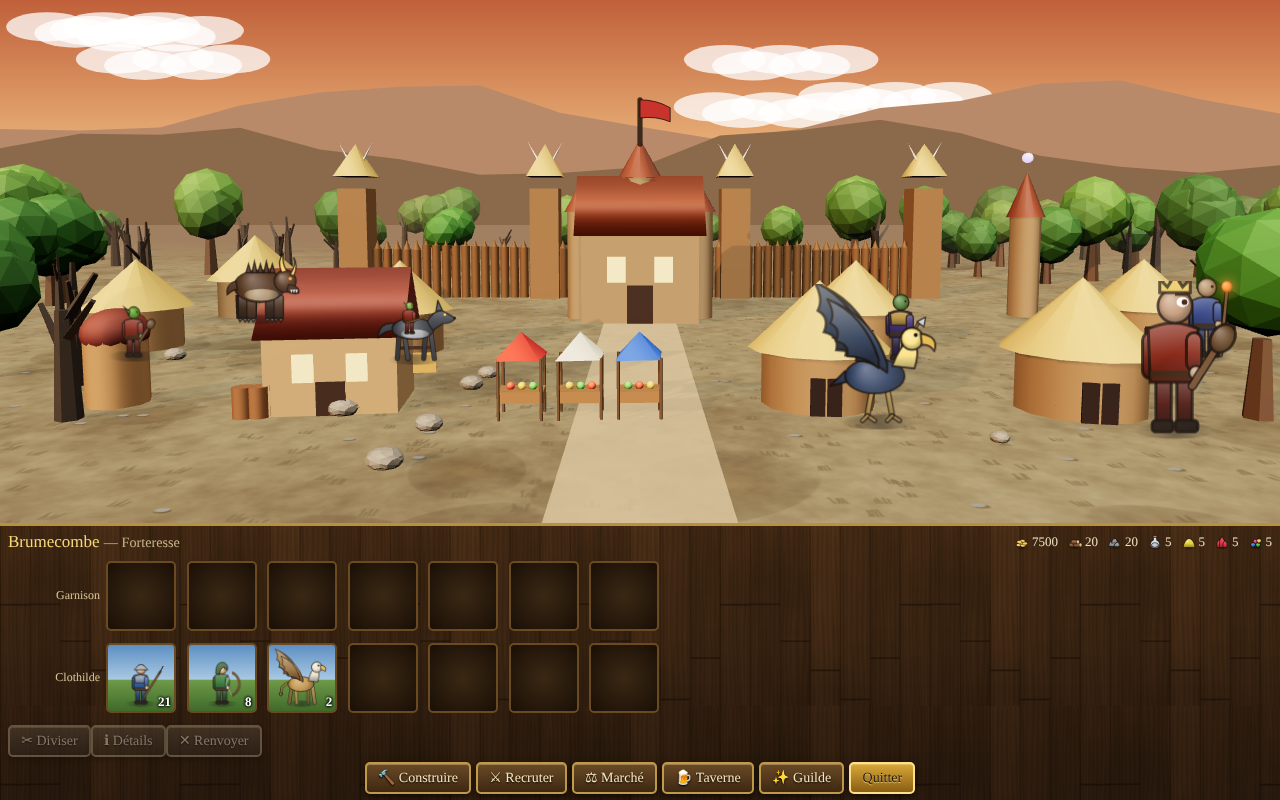 Brumecombe — Forteresse
7500 20 20 5 5 5 5
Garnison
Clothilde
21 8 2
Diviser Détails Renvoyer
Construire Recruter Marché Taverne Guilde Quitter